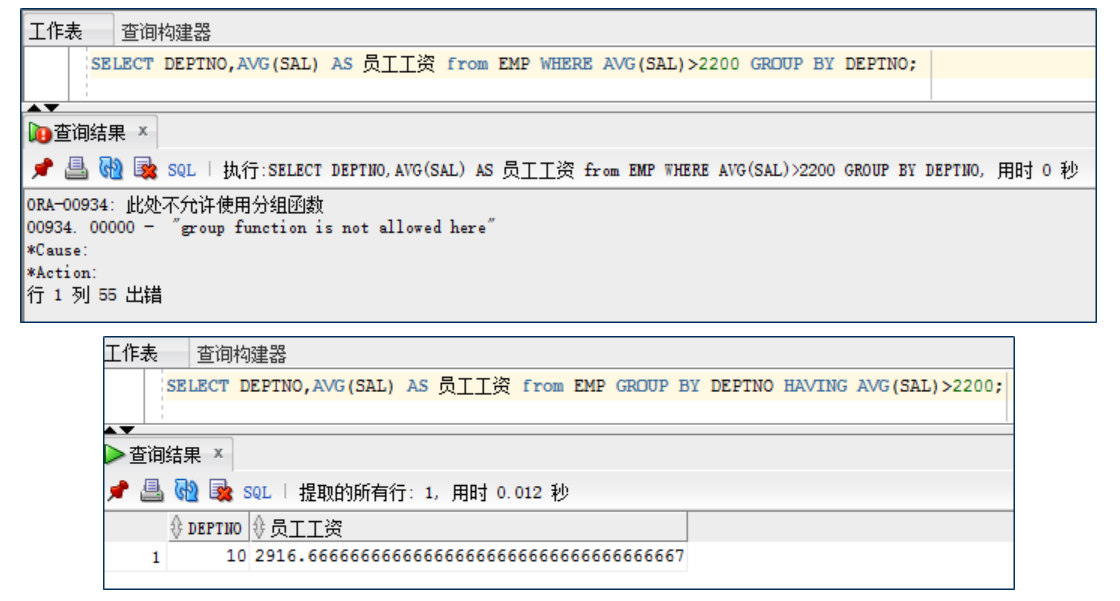 工作表 查询构建器
SELECT DEPTNO,AVG(SAL) AS 员工工资 from EMP WHERE AVG(SAL)>2200 GROUP BY DEPTNO;
查询结果 x
SQL | 执行:SELECT DEPTNO,AVG(SAL) AS 员工工资 from EMP WHERE AVG(SAL)>2200 GROUP BY DEPTNO, 用时 0 秒
ORA-00934: 此处不允许使用分组函数
00934. 00000 - "group function is not allowed here"
*Cause:
*Action:
行 1 列 55 出错
工作表 查询构建器
SELECT DEPTNO,AVG(SAL) AS 员工工资 from EMP GROUP BY DEPTNO HAVING AVG(SAL)>2200;
查询结果 x
SQL | 提取的所有行: 1, 用时 0.012 秒
DEPTNO 员工工资
1 10 2916.66666666666666666666666666666666667